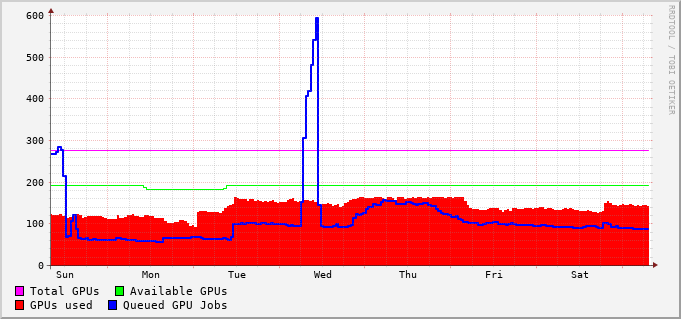 RRDTOOL / TOBI OETIKER
600
500
400
300
200
100
0
Sun Mon Tue Wed Thu Fri Sat
Total GPUs Available GPUs
GPUs used Queued GPU Jobs